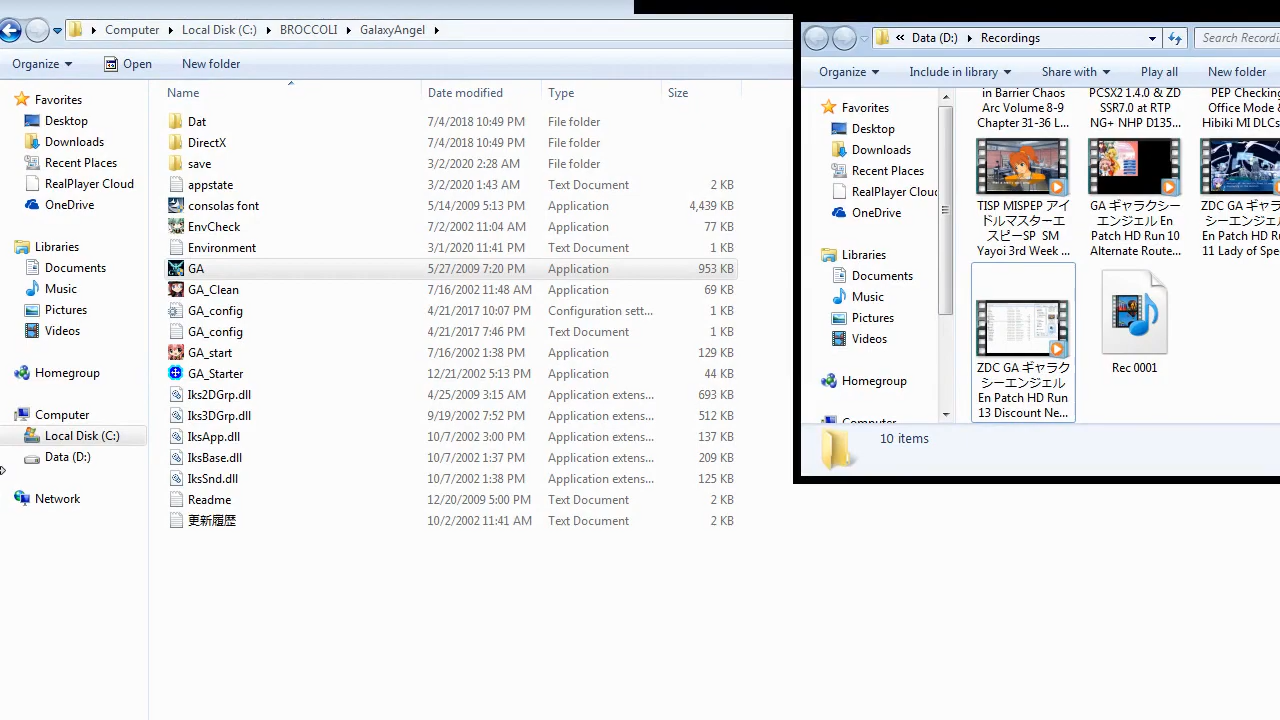 Computer Local Disk (C:) BROCCOLI GalaxyAngel
Organize Open New folder
Favorites
Desktop
Downloads
Recent Places
RealPlayer Cloud
OneDrive
Libraries
Documents
Music
Pictures
Videos
Homegroup
Computer
Local Disk (C:)
Data (D:)
Network
Name Date modified Type Size
Dat 7/4/2018 10:49 PM File folder
DirectX 7/4/2018 10:49 PM File folder
save 3/2/2020 2:28 AM File folder
appstate 3/2/2020 1:43 AM Text Document 2 KB
consolas font 5/14/2009 5:13 PM Application 4,439 KB
EnvCheck 7/2/2002 11:04 AM Application 77 KB
Environment 3/1/2020 11:41 PM Text Document 1 KB
GA 5/27/2009 7:20 PM Application 953 KB
GA_Clean 7/16/2002 11:48 AM Application 69 KB
GA_config 4/21/2017 10:07 PM Configuration sett... 1 KB
GA_config 4/21/2017 7:46 PM Text Document 1 KB
GA_start 7/16/2002 1:38 PM Application 129 KB
GA_Starter 12/21/2002 5:13 PM Application 44 KB
Iks2DGrp.dll 4/25/2009 3:15 AM Application extens... 693 KB
Iks3DGrp.dll 9/19/2002 7:52 PM Application extens... 512 KB
IksApp.dll 10/7/2002 3:00 PM Application extens... 137 KB
IksBase.dll 10/7/2002 1:37 PM Application extens... 209 KB
IksSnd.dll 10/7/2002 1:38 PM Application extens... 125 KB
Readme 12/20/2009 5:00 PM Text Document 2 KB
更新履歴 10/2/2002 11:41 AM Text Document 2 KB
« Data (D:) Recordings Search Recordi
Organize Include in library Share with Play all New folder
Favorites
Desktop
Downloads
Recent Places
RealPlayer Clou
OneDrive
Libraries
Documents
Music
Pictures
Videos
Homegroup
in Barrier Chaos
Arc Volume 8-9
Chapter 31-36 L...
PCSX2 1.4.0 & ZD
SSR7.0 at RTP
NG+ NHP D135...
PEP Checking
Office Mode
Hibiki MI DLCs
TISP MISPEP アイ
ドルマスターエ
スピーSP SM
Yayoi 3rd Week ...
GA ギャラクシー
エンジェル En
Patch HD Run 10
Alternate Route...
ZDC GA ギャラク
シーエンジェル
En Patch HD Run
11 Lady of Spe
ZDC GA ギャラク
シーエンジェル
En Patch HD Run
13 Discount Ne...
Rec 0001
10 items